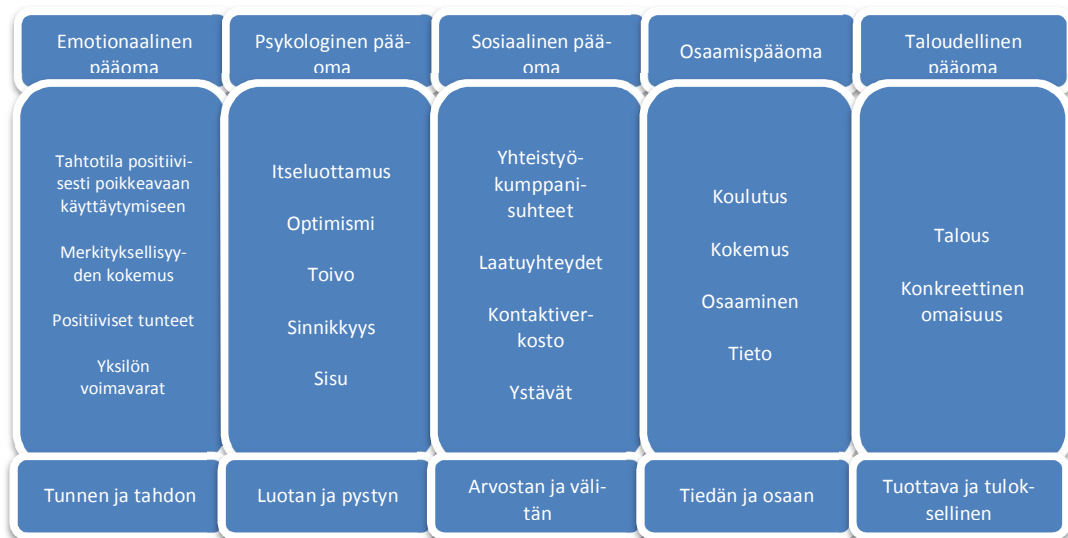 Emotionaalinen
pääoma
Psykologinen pää-
oma
Sosiaalinen pää-
oma
Osaamispääoma
Taloudellinen
pääoma
Tahtotila positiivi-
sesti poikkeavaan
käyttäytymiseen
Merkityksellisyy-
den kokemus
Positiiviset tunteet
Yksilön
voimavarat
Itseluottamus
Optimismi
Toivo
Sinnikkyys
Sisu
Yhteistyö-
kumppani-
suhteet
Laatuyhteydet
Kontaktiver-
kosto
Ystävät
Koulutus
Kokemus
Osaaminen
Tieto
Talous
Konkreettinen
omaisuus
Tunnen ja tahdon
Luotan ja pystyn
Arvostan ja väli-
tän
Tiedän ja osaan
Tuottava ja tulok-
sellinen